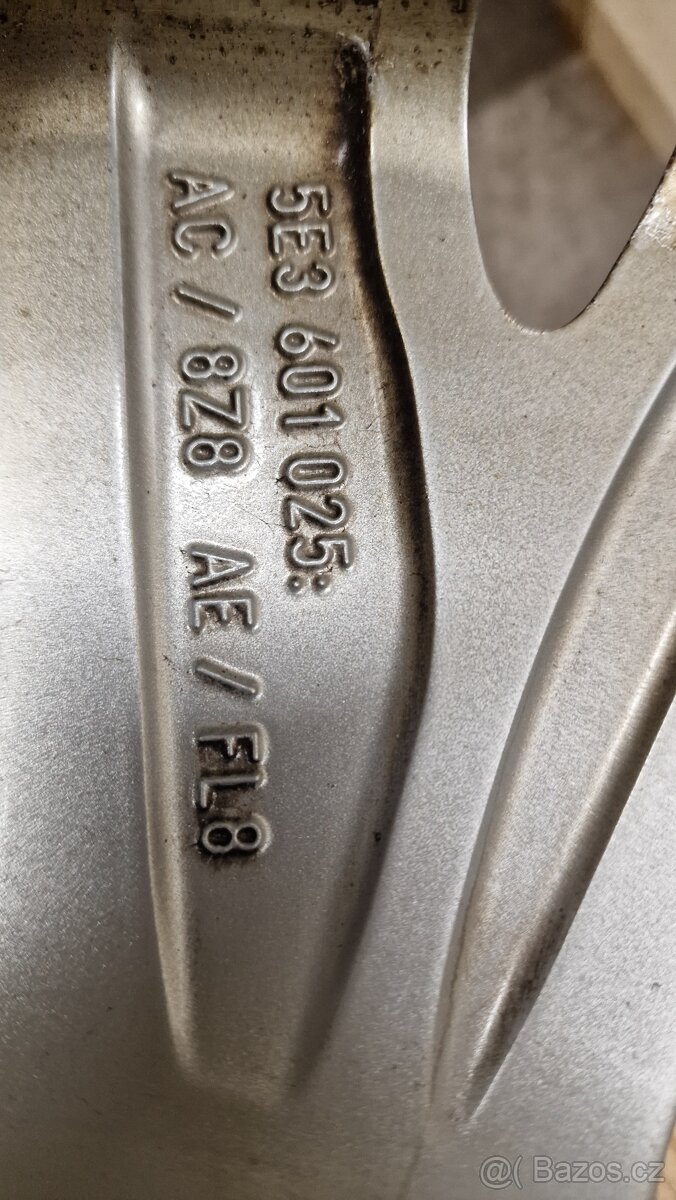 5E3 601 025:
AC / 8Z8 AE / FL8
@( Bazos.cz